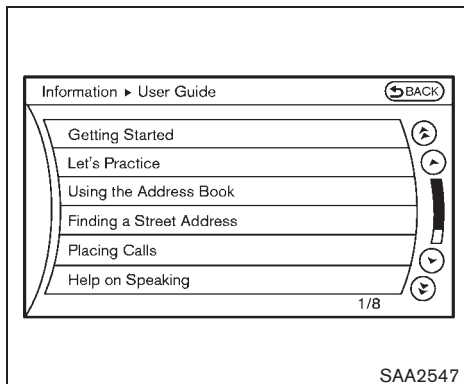 Information ▸ User Guide
BACK
Getting Started
Let's Practice
Using the Address Book
Finding a Street Address
Placing Calls
Help on Speaking
1/8
SAA2547